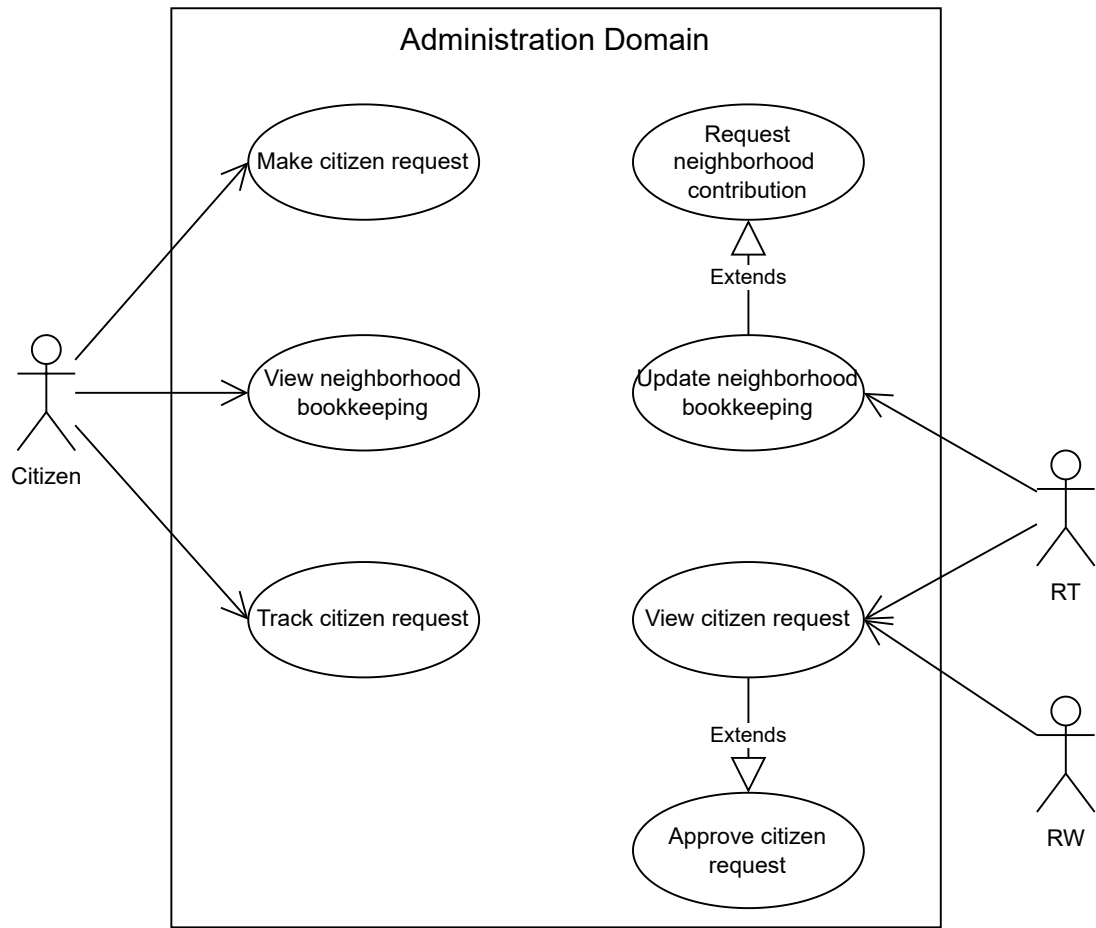 Administration Domain
Make citizen request
Request
neighborhood
contribution
Extends
View neighborhood
bookkeeping
Update neighborhood
bookkeeping
Citizen
RT
Track citizen request
View citizen request
Extends
RW
Approve citizen
request